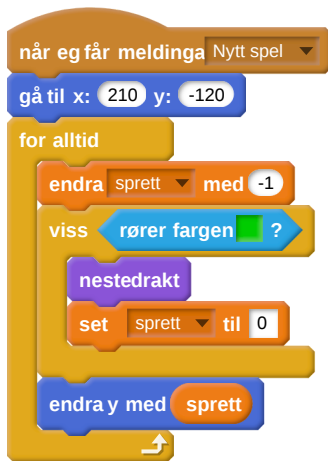 når eg får meldinga Nytt spel
gå til x: 210 y: -120
for alltid
endra sprett med -1
viss rører fargen ?
nestedrakt
set sprett til 0
endra y med sprett